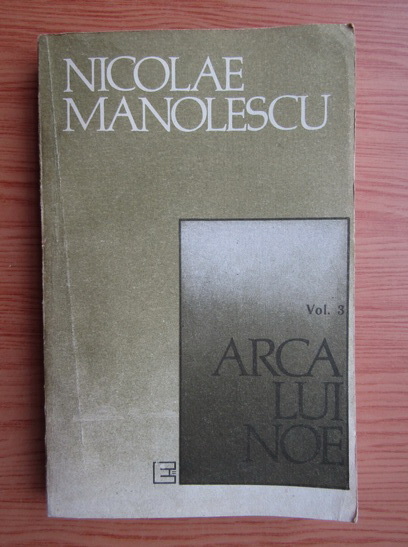 NICOLAE
MANOLESCU
Vol. 3
ARCA
LUI
NOE